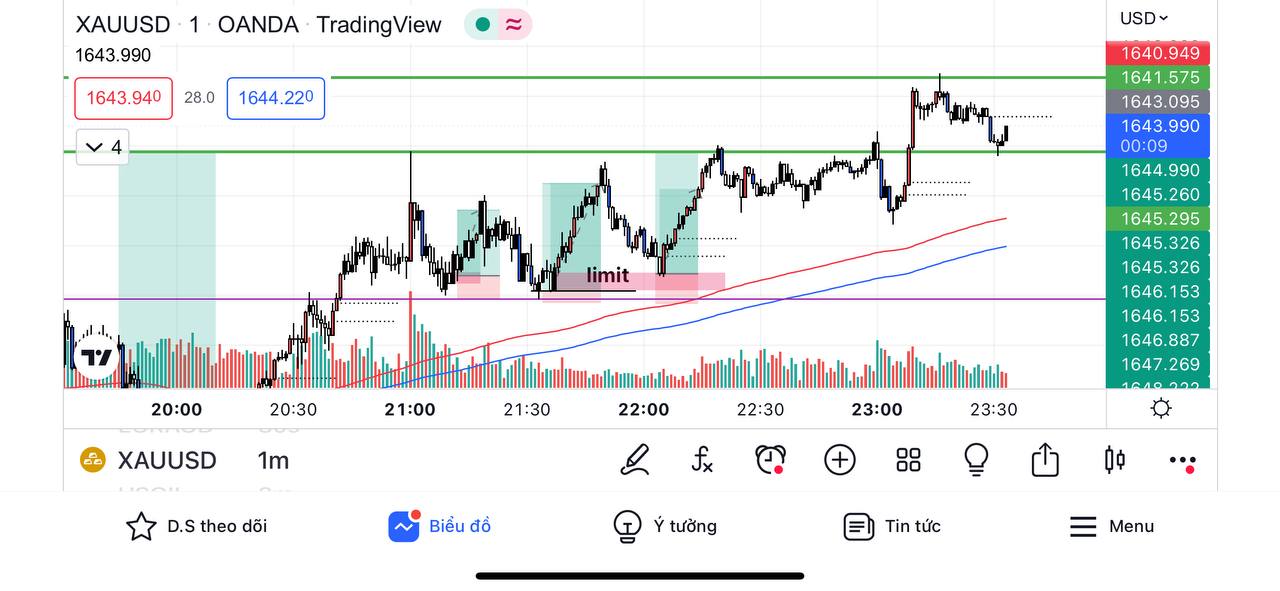 XAUUSD · 1 · OANDA · TradingView
USD
1643.990
1643.940
28.0
1644.220
4
1640.949
1641.575
1643.095
1643.990
00:09
1644.990
1645.260
1645.295
1645.326
1645.326
1646.153
1646.153
1646.887
1647.269
limit
20:00
20:30
21:00
21:30
22:00
22:30
23:00
23:30
XAUUSD
1m
D.S theo dõi
Biểu đồ
Ý tường
Tin tức
Menu